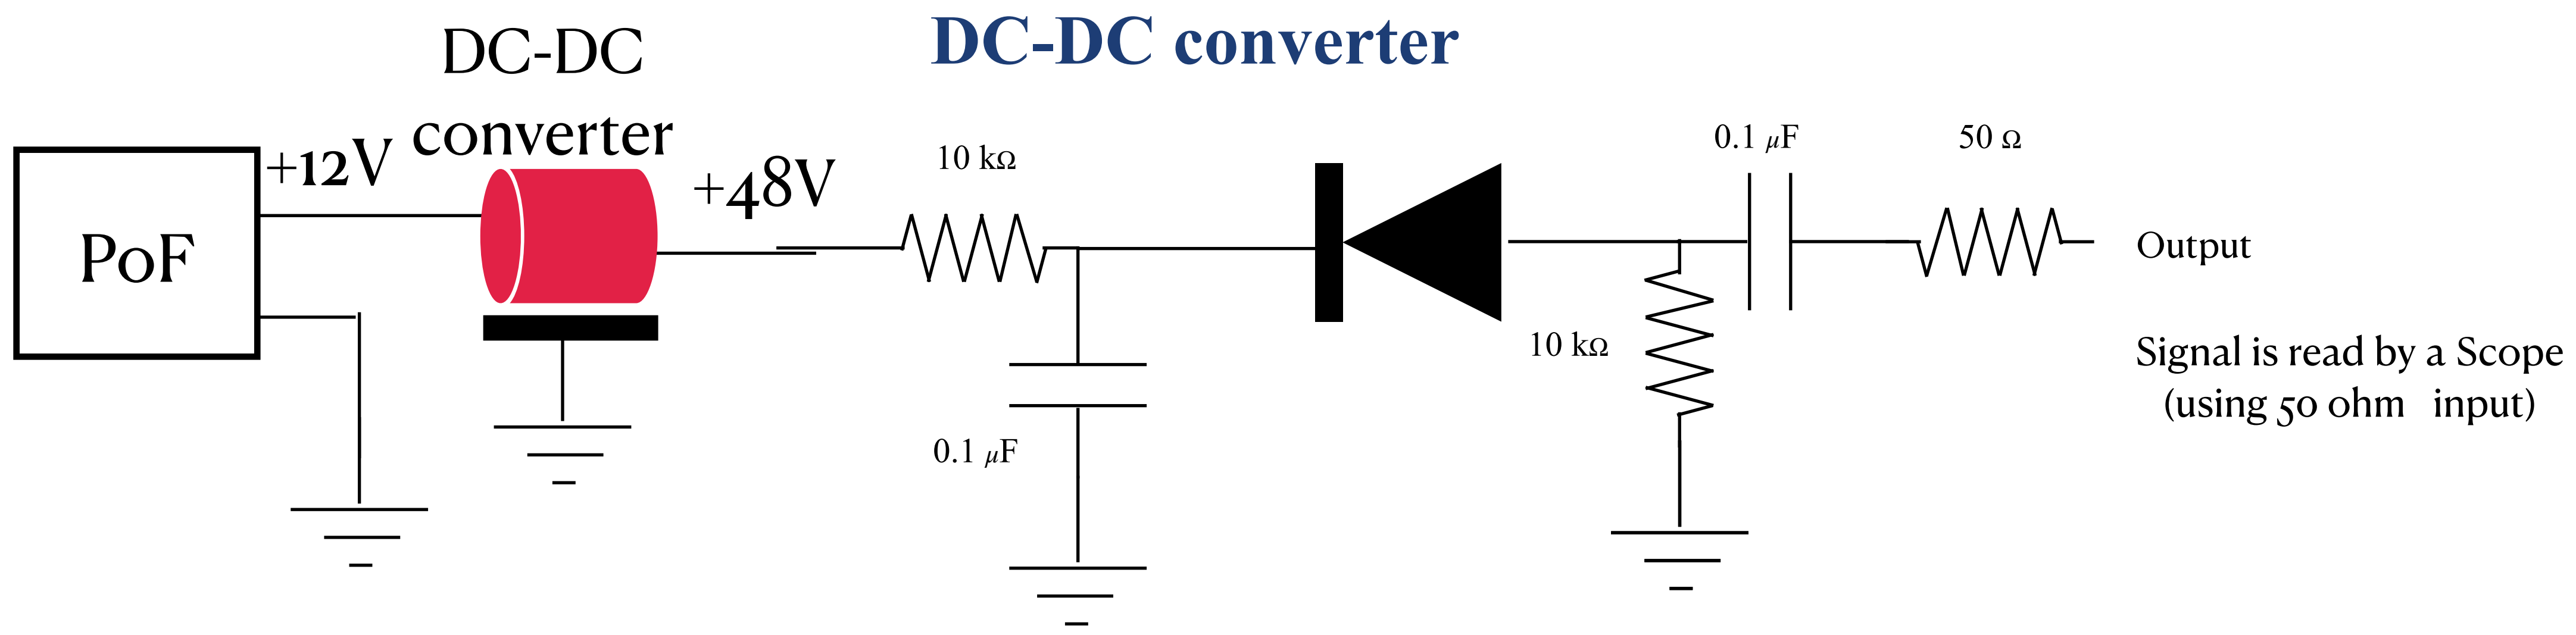 DC-DC converter
DC-DC
converter
PoF
+12V
+48V
10 kΩ
0.1 μF
10 kΩ
0.1 μF
50 Ω
Output
Signal is read by a Scope
(using 50 ohm input)